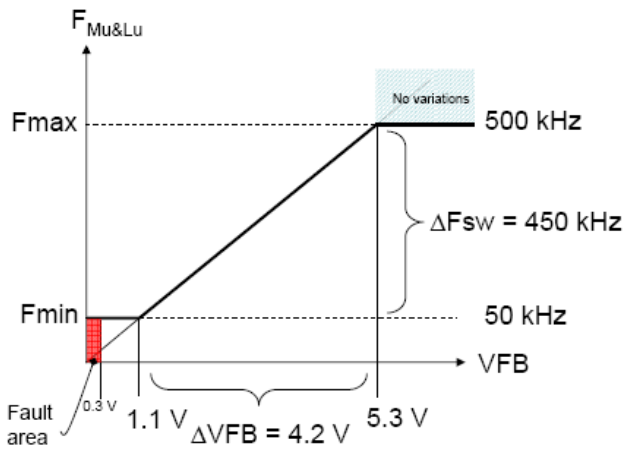 F Mu&Lu
No variations
Fmax
500 kHz
ΔFsw = 450 kHz
Fmin
50 kHz
VFB
0.3 V
1.1 V
5.3 V
Fault
area
ΔVFB = 4.2 V